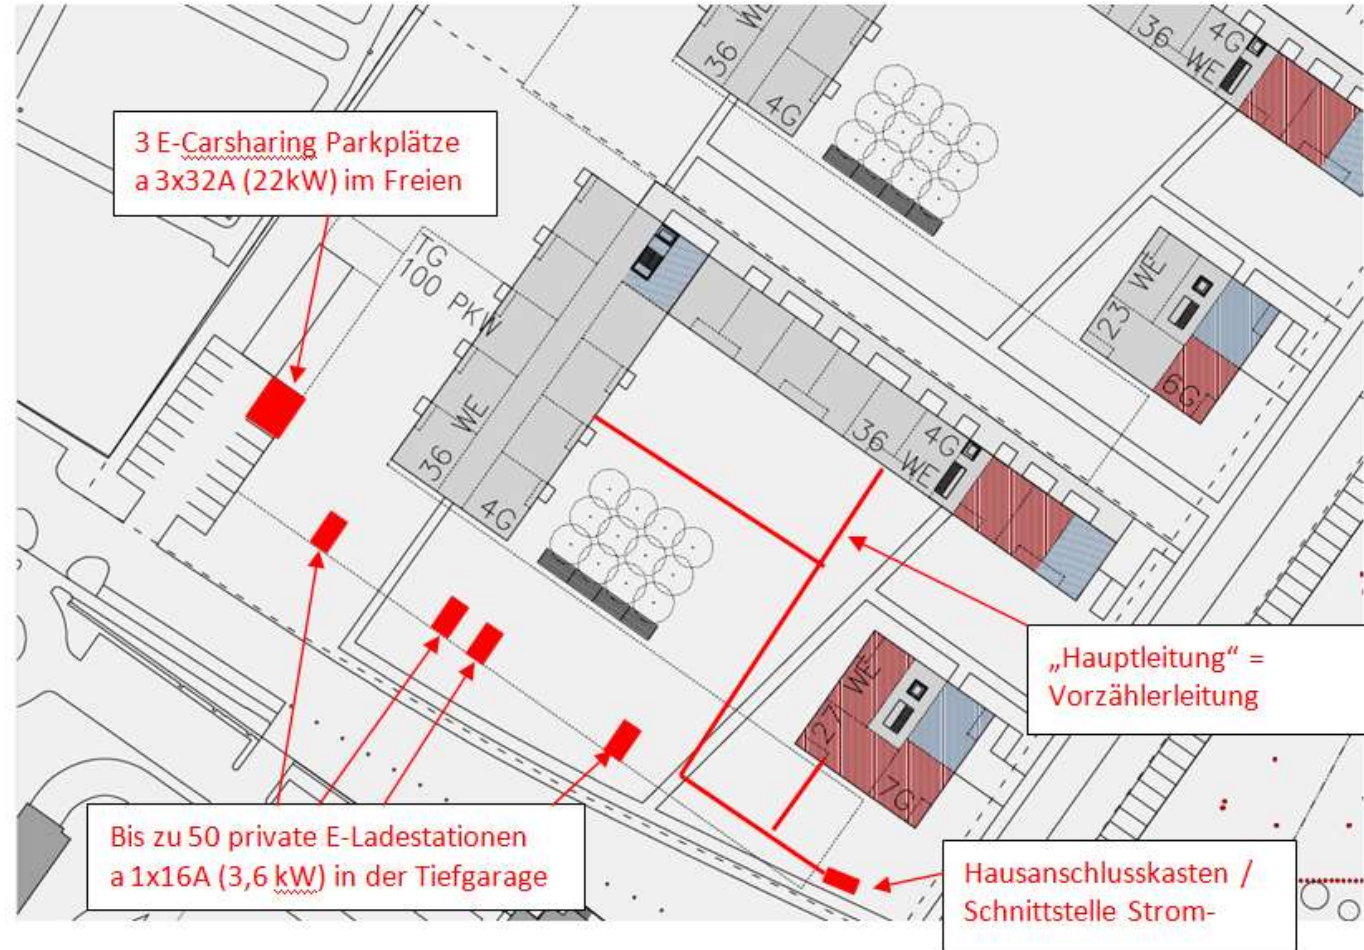 36 WE
4G
36 WE
4G
3 E-Carsharing Parkplätze
a 3x32A (22kW) im Freien
TG
100 PKW
23 WE
6G
36 WE
4G
36 WE
4G
„Hauptleitung“ =
Vorzählerleitung
27 WE
7G
Bis zu 50 private E-Ladestationen
a 1x16A (3,6 kW) in der Tiefgarage
Hausanschlusskasten /
Schnittstelle Strom-